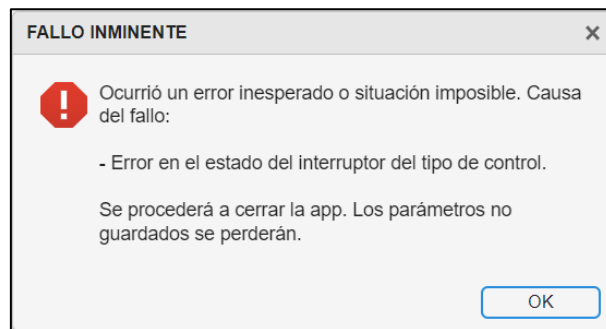 FALLO INMINENTE
Ocurrió un error inesperado o situación imposible. Causa
del fallo:
- Error en el estado del interruptor del tipo de control.
Se procederá a cerrar la app. Los parámetros no
guardados se perderán.
OK